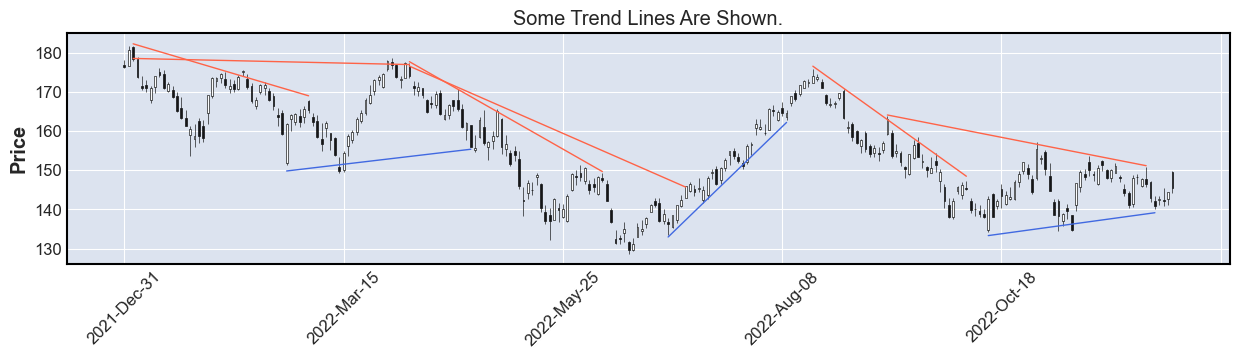 Some Trend Lines Are Shown.
Price
180
170
160
150
140
130
2021-Dec-31
2022-Mar-15
2022-May-25
2022-Aug-08
2022-Oct-18